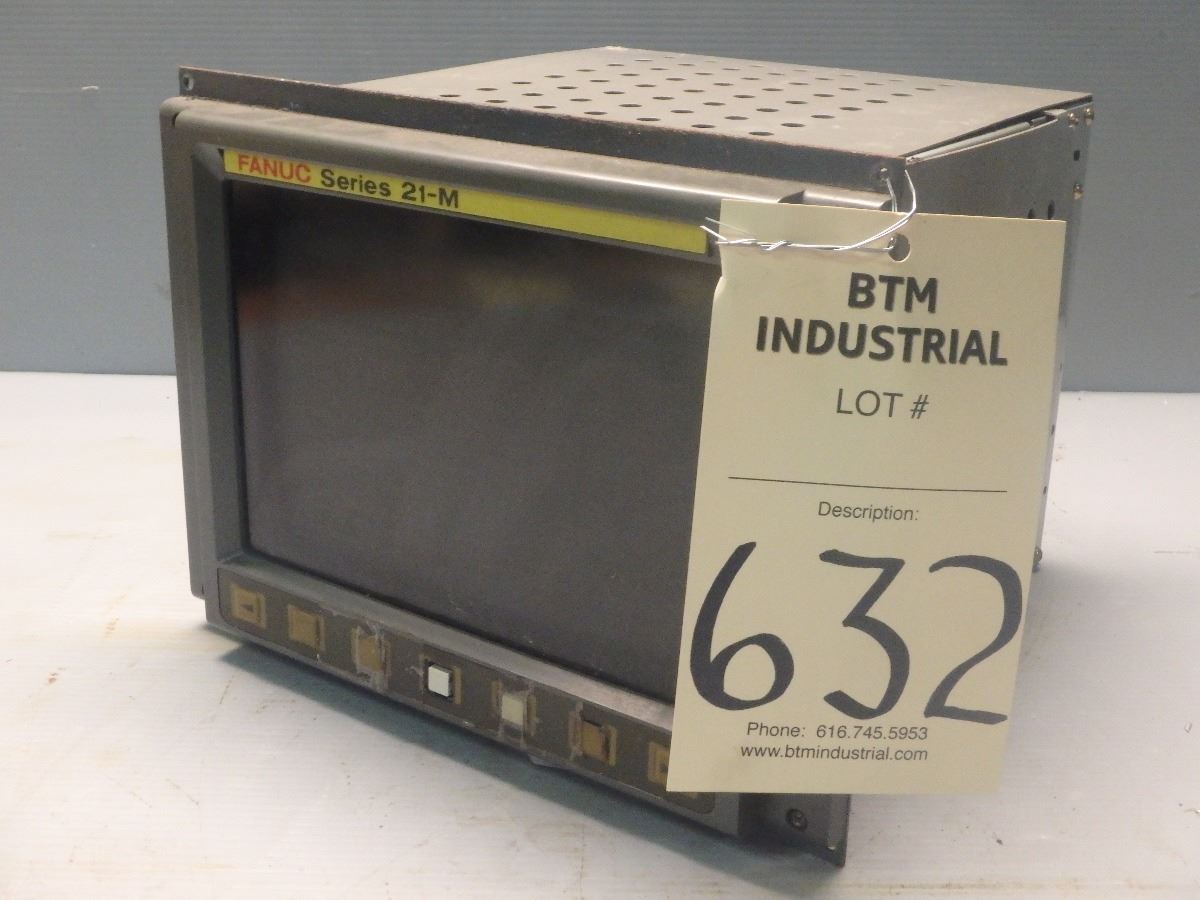 FANUC Series 21-M
BTM
INDUSTRIAL
LOT #
Description:
632
Phone: 616.745.5953
www.btmindustrial.com